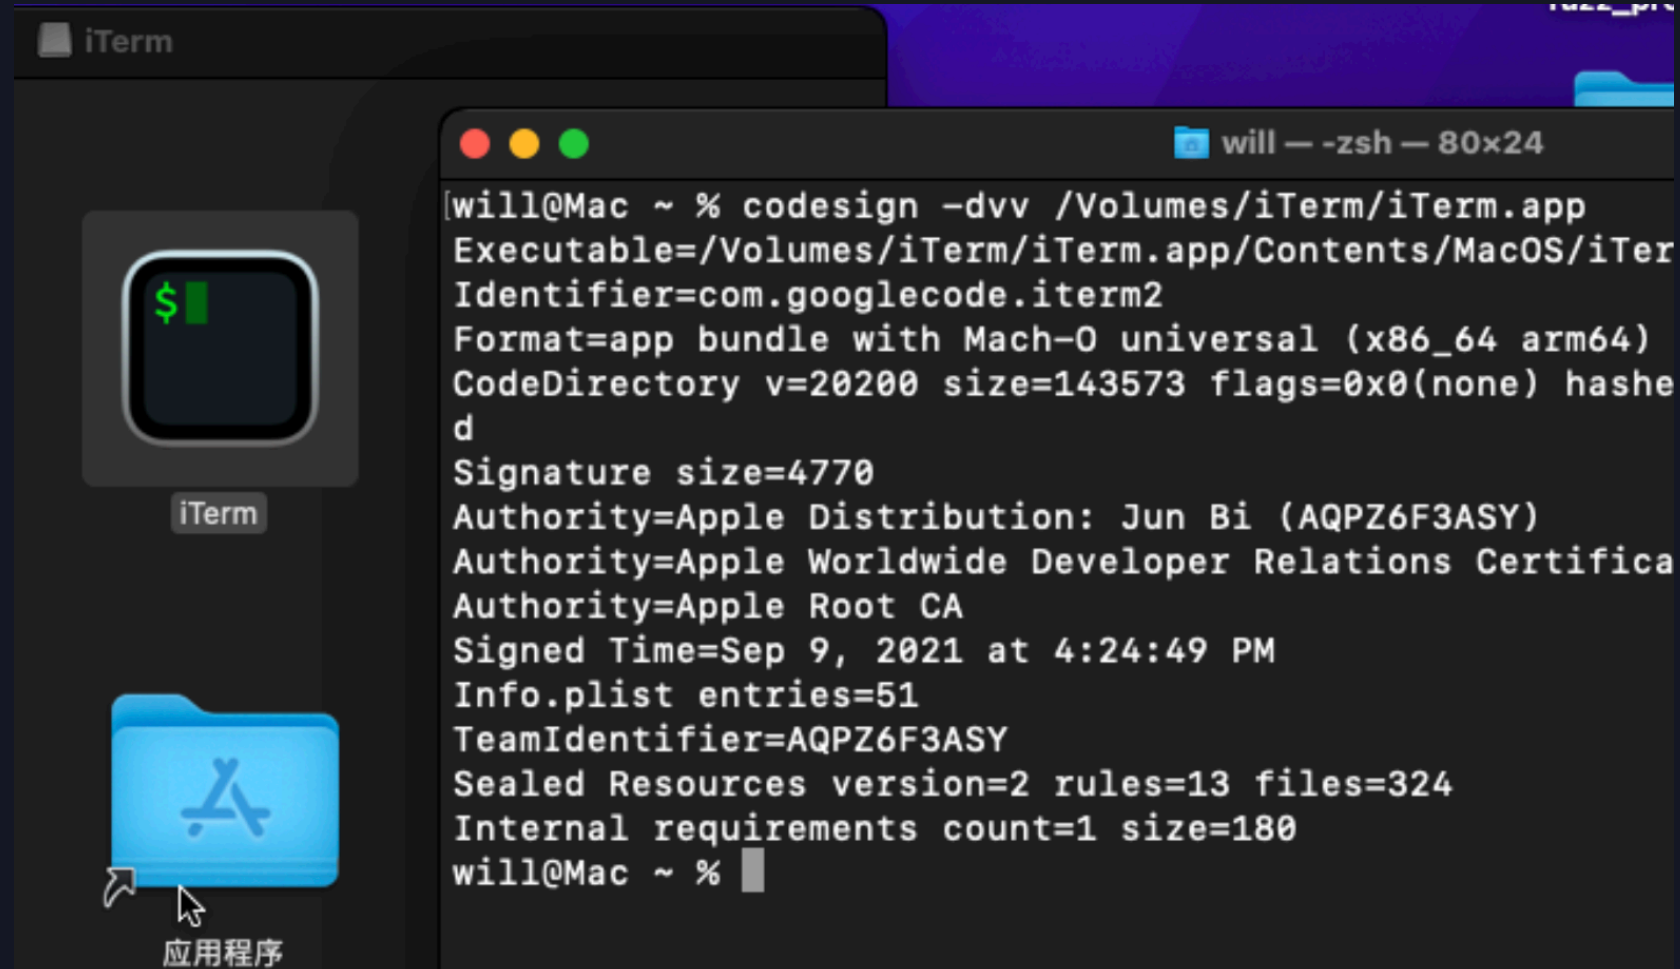 iTerm
will — -zsh — 80×24
will@Mac ~ % codesign -dvv /Volumes/iTerm/iTerm.app
Executable=/Volumes/iTerm/iTerm.app/Contents/MacOS/iTer
Identifier=com.googlecode.iterm2
Format=app bundle with Mach-O universal (x86_64 arm64)
CodeDirectory v=20200 size=143573 flags=0x0(none) hashe
d
Signature size=4770
Authority=Apple Distribution: Jun Bi (AQPZ6F3ASY)
Authority=Apple Worldwide Developer Relations Certifica
Authority=Apple Root CA
Signed Time=Sep 9, 2021 at 4:24:49 PM
Info.plist entries=51
TeamIdentifier=AQPZ6F3ASY
Sealed Resources version=2 rules=13 files=324
Internal requirements count=1 size=180
will@Mac ~ %
$
iTerm
应用程序